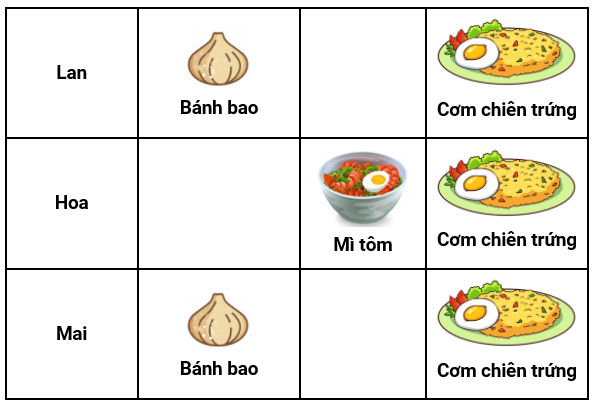 Lan
Bánh bao
Cơm chiên trứng
Hoa
Mì tôm
Cơm chiên trứng
Mai
Bánh bao
Cơm chiên trứng